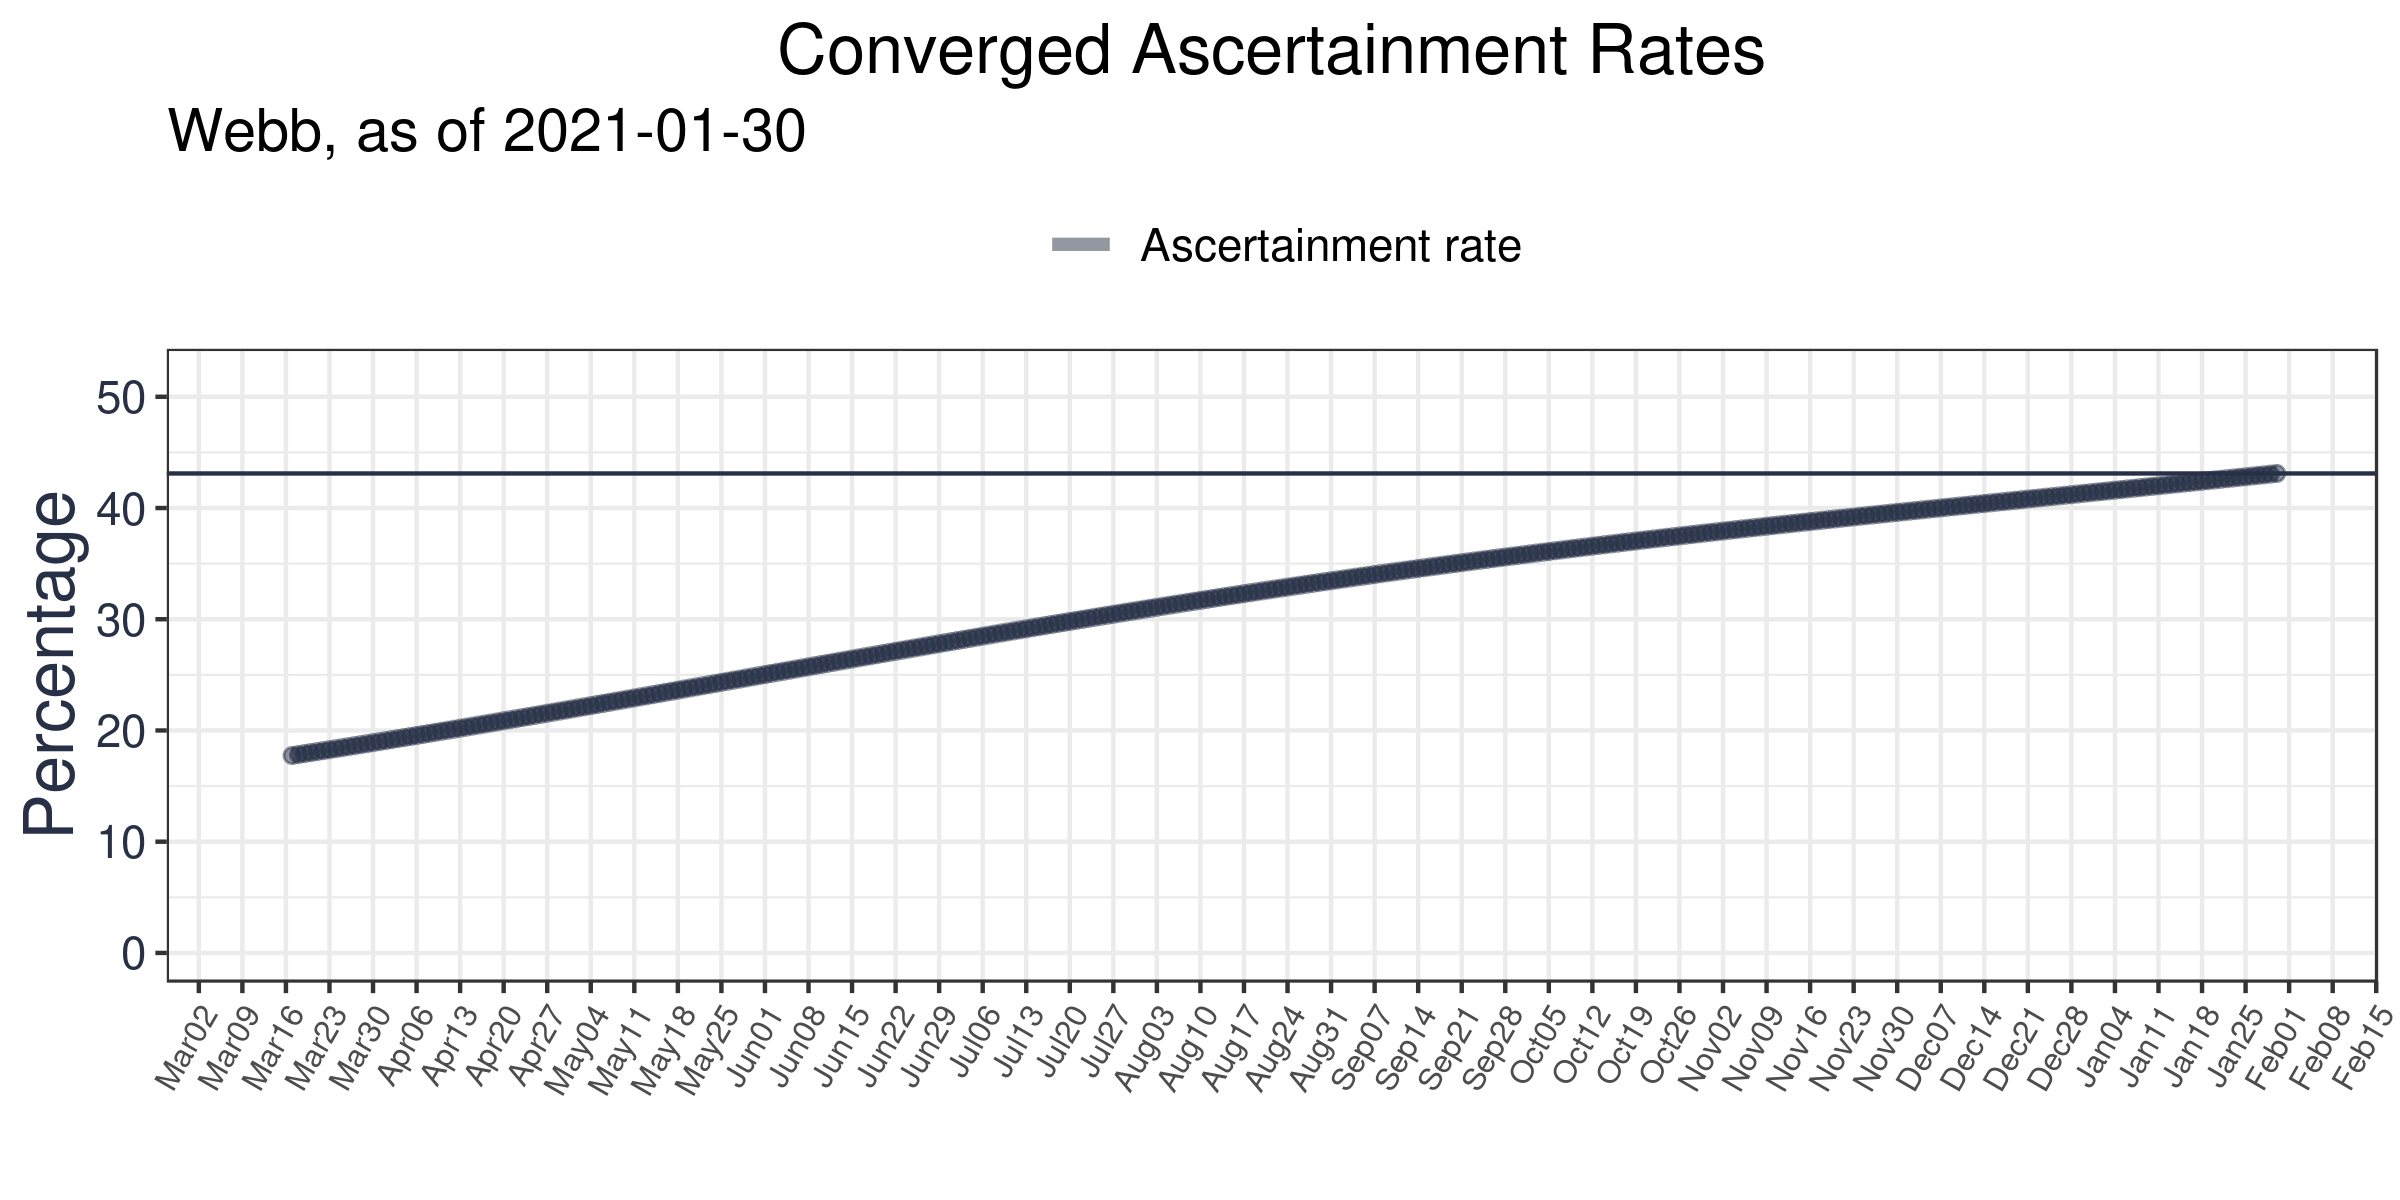 Converged Ascertainment Rates
Webb, as of 2021-01-30
Ascertainment rate
Percentage
50
40
30
20
10
0
Mar02 Mar09 Mar16 Mar23 Mar30 Apr06 Apr13 Apr20 Apr27 May04 May11 May18 May25 Jun01 Jun08 Jun15 Jun22 Jun29 Jul06 Jul13 Jul20 Jul27 Aug03 Aug10 Aug17 Aug24 Aug31 Sep07 Sep14 Sep21 Sep28 Oct05 Oct12 Oct19 Oct26 Nov02 Nov09 Nov16 Nov23 Nov30 Dec07 Dec14 Dec21 Dec28 Jan04 Jan11 Jan18 Jan25 Feb01 Feb08 Feb15